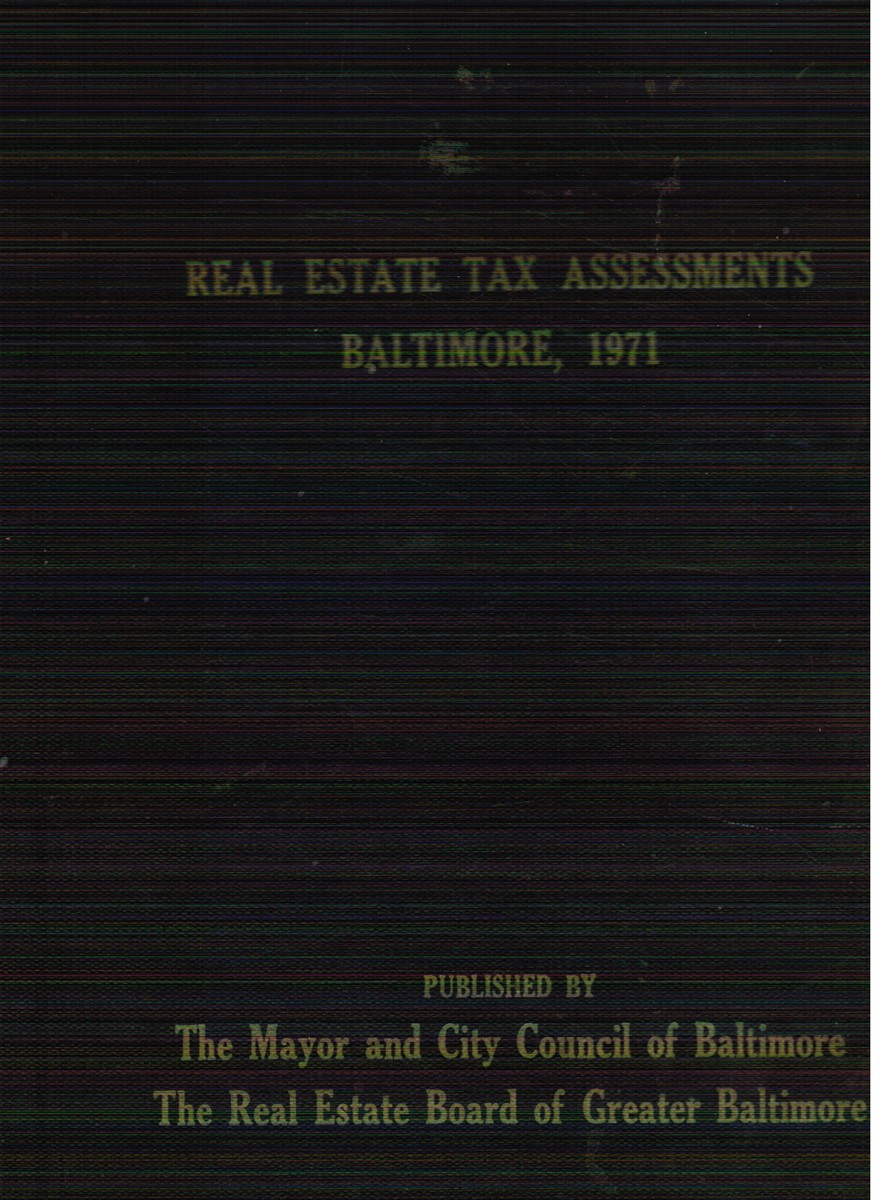 REAL ESTATE TAX ASSESSMENTS
BALTIMORE, 1971
PUBLISHED BY
The Mayor and City Council of Baltimore
The Real Estate Board of Greater Baltimore